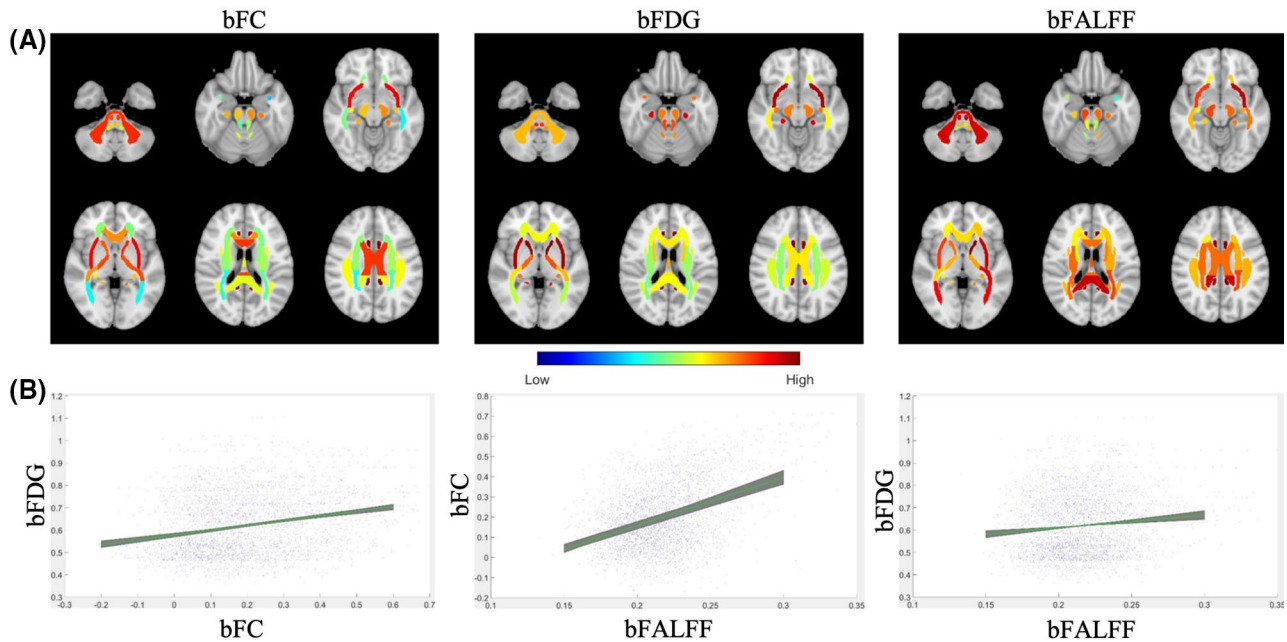 bFC bFDG bFALFF
(A)
Low High
(B)
1.2 0.8 1.2
1.1 0.7 1.1
1 0.6 1
0.9 0.5 0.9
0.8 0.4 0.8
0.7 0.3 0.7
0.6 0.2 0.6
0.5 0.1 0.5
0.4 0 0.4
0.3 -0.1 0.3
-0.2
bFDG bFC bFDG
-0.3 -0.2 -0.1 0 0.1 0.2 0.3 0.4 0.5 0.6 0.7
0.1 0.15 0.2 0.25 0.3 0.35
0.1 0.15 0.2 0.25 0.3 0.35
bFC bFALFF bFALFF